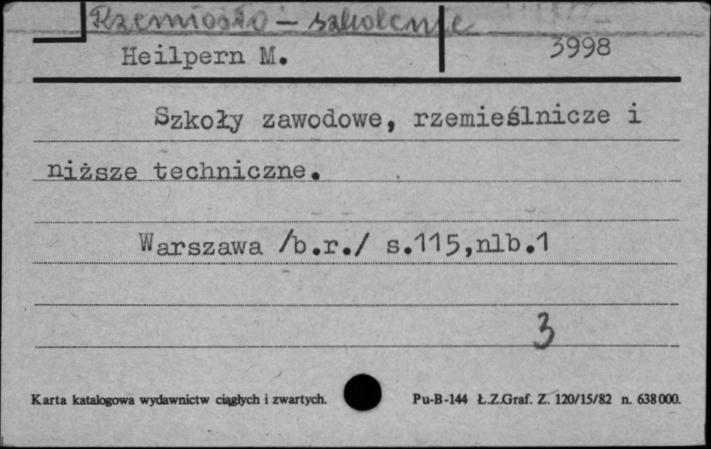 Rzemiosło - szkolenie
Heilpern M. 3998
Szkoły zawodowe, rzemieślnicze i
niższe techniczne.
Warszawa /b.r./ s.115,nlb.1
3
Karta katalogowa wydawnictw ciągłych i zwartych. Pu-B-144 Ł.Z.Graf. Z. 120/15/82 n. 638000.